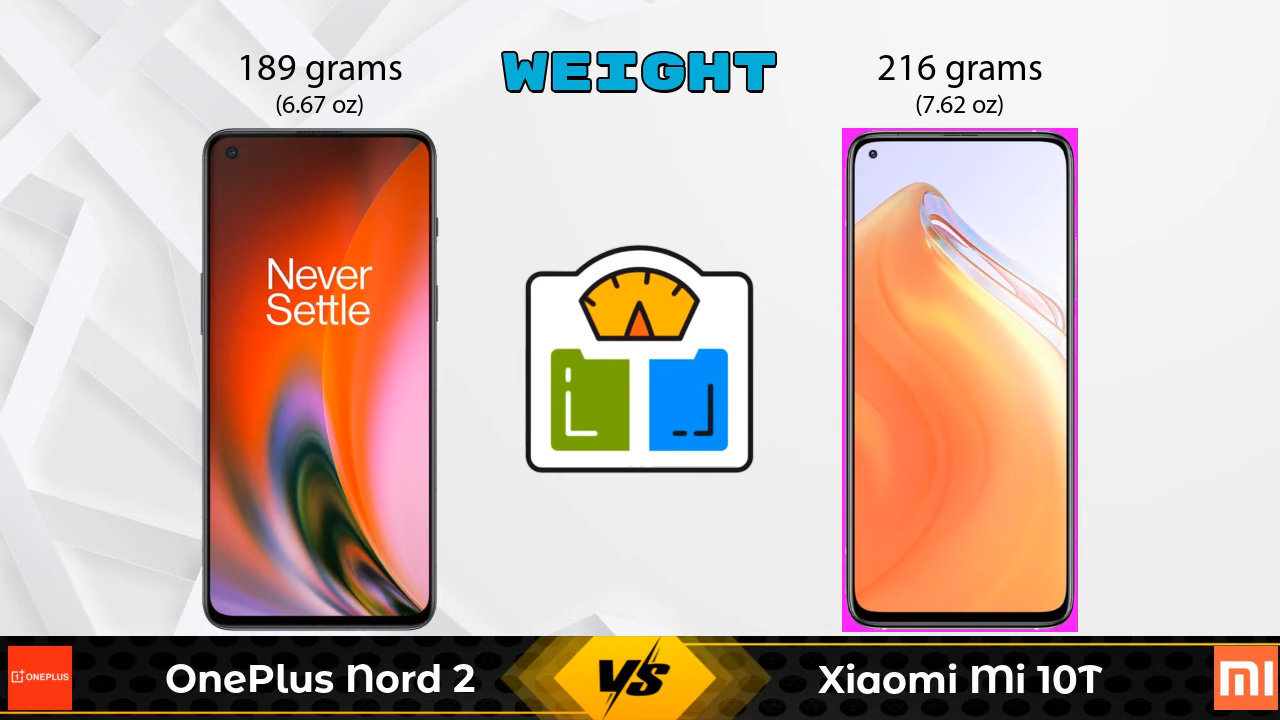 WEIGHT
189 grams
(6.67 oz)
216 grams
(7.62 oz)
Never
Settle
1+ ONEPLUS
OnePlus Nord 2
VS
Xiaomi Mi 10T
MI